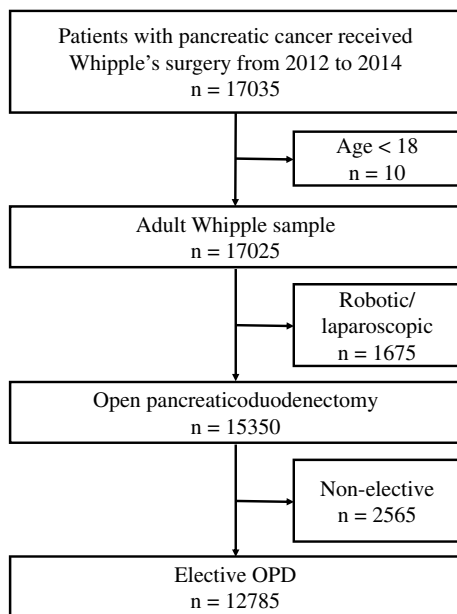 Patients with pancreatic cancer received
Whipple's surgery from 2012 to 2014
n = 17035
Age < 18
n = 10
Adult Whipple sample
n = 17025
Robotic/
laparoscopic
n = 1675
Open pancreaticoduodenectomy
n = 15350
Non-elective
n = 2565
Elective OPD
n = 12785